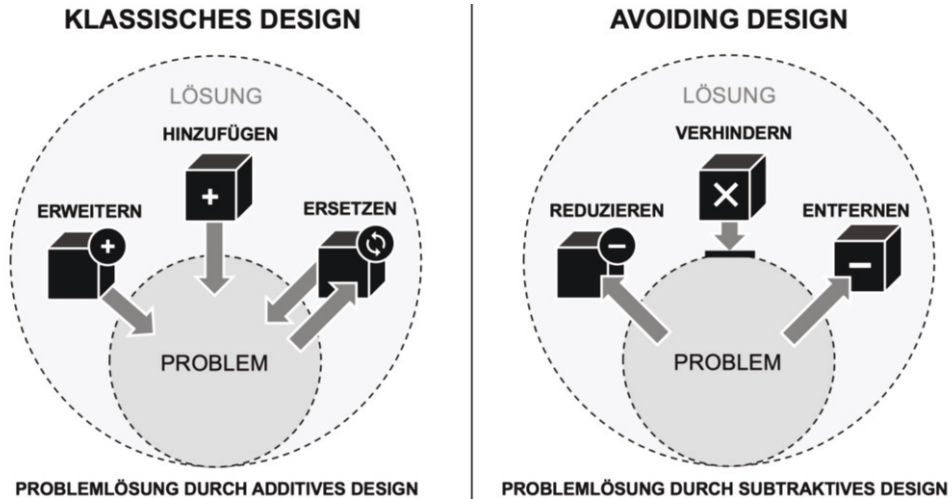 KLASSISCHES DESIGN
LÖSUNG
HINZUFÜGEN
ERWEITERN
ERSETZEN
PROBLEM
PROBLEMLÖSUNG DURCH ADDITIVES DESIGN
AVOIDING DESIGN
LÖSUNG
VERHINDERN
REDUZIEREN
ENTFERNEN
PROBLEM
PROBLEMLÖSUNG DURCH SUBTRAKTIVES DESIGN